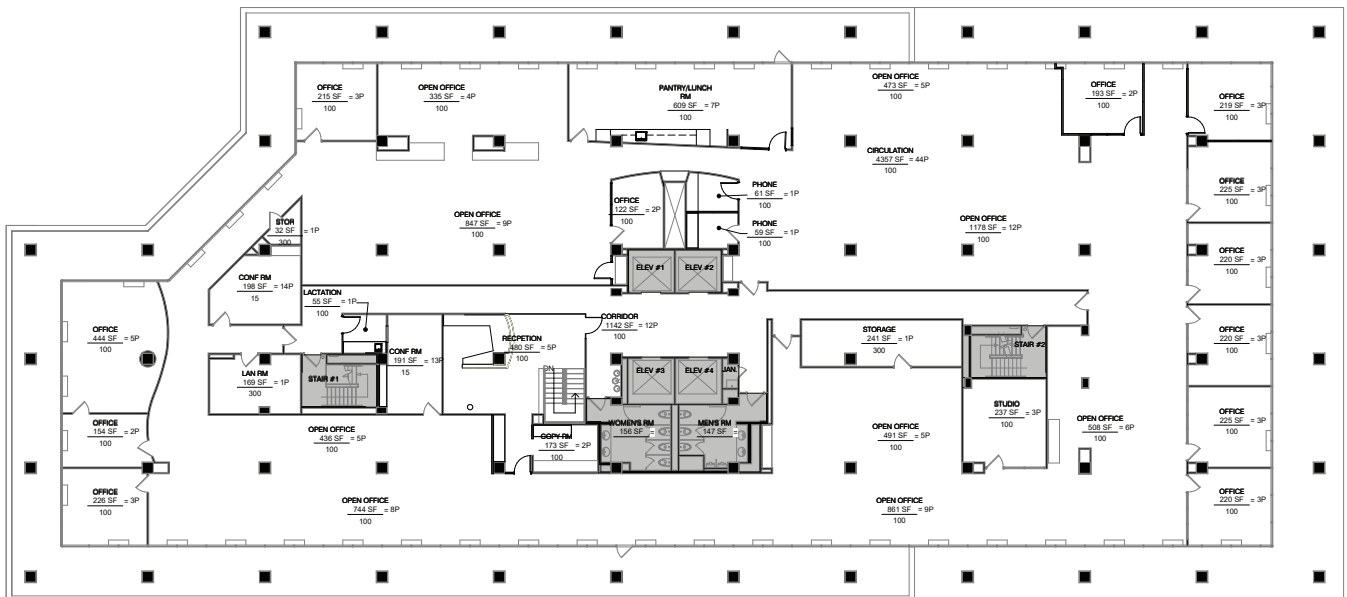 OFFICE
215 SF = 3P
100
OPEN OFFICE
335 SF = 4P
100
PANTRY/LUNCH
RM
609 SF = 7P
100
OPEN OFFICE
473 SF = 5P
100
OFFICE
193 SF = 2P
100
OFFICE
219 SF = 3P
100
CIRCULATION
4357 SF = 44P
100
OFFICE
225 SF = 3P
100
PHONE
61 SF = 1P
100
OFFICE
122 SF = 2P
100
PHONE
59 SF = 1P
100
STOR
32 SF = 1P
300
OPEN OFFICE
847 SF = 9P
100
OPEN OFFICE
1178 SF = 12P
100
OFFICE
220 SF = 3P
100
ELEV #1
ELEV #2
CONF RM
198 SF = 14P
15
LACTATION
55 SF = 1P
100
CORRIDOR
1142 SF = 12P
100
OFFICE
444 SF = 5P
100
RECPETION
480 SF = 5P
100
STORAGE
241 SF = 1P
300
STAIR #2
OFFICE
220 SF = 3P
100
CONF RM
191 SF = 13P
15
LAN RM
169 SF = 1P
300
STAIR #1
DN
ELEV #3
ELEV #4
JAN.
STUDIO
237 SF = 3P
100
OFFICE
225 SF = 3P
100
OFFICE
154 SF = 2P
100
OPEN OFFICE
436 SF = 5P
100
COPY RM
173 SF = 2P
100
WOMEN'S RM
156 SF =
MEN'S RM
147 SF =
OPEN OFFICE
491 SF = 5P
100
OPEN OFFICE
508 SF = 6P
100
OFFICE
226 SF = 3P
100
OPEN OFFICE
744 SF = 8P
100
OPEN OFFICE
861 SF = 9P
100
OFFICE
220 SF = 3P
100